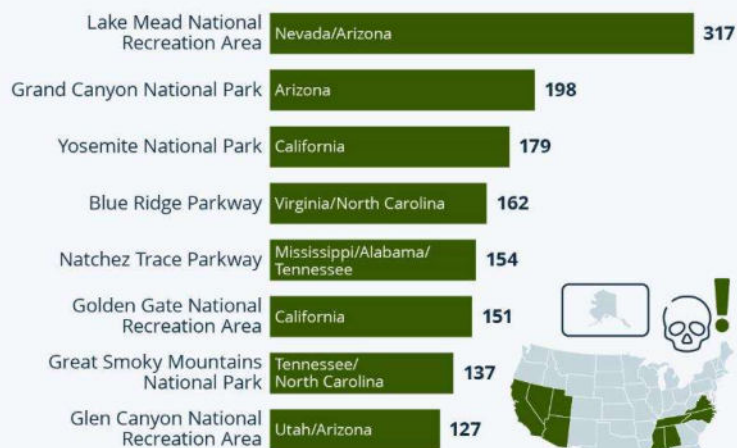 Lake Mead National
Recreation Area
Nevada/Arizona
317
Grand Canyon National Park
Arizona
198
Yosemite National Park
California
179
Blue Ridge Parkway
Virginia/North Carolina
162
Natchez Trace Parkway
Mississippi/Alabama/
Tennessee
154
Golden Gate National
Recreation Area
California
151
Great Smoky Mountains
National Park
Tennessee/
North Carolina
137
Glen Canyon National
Recreation Area
Utah/Arizona
127